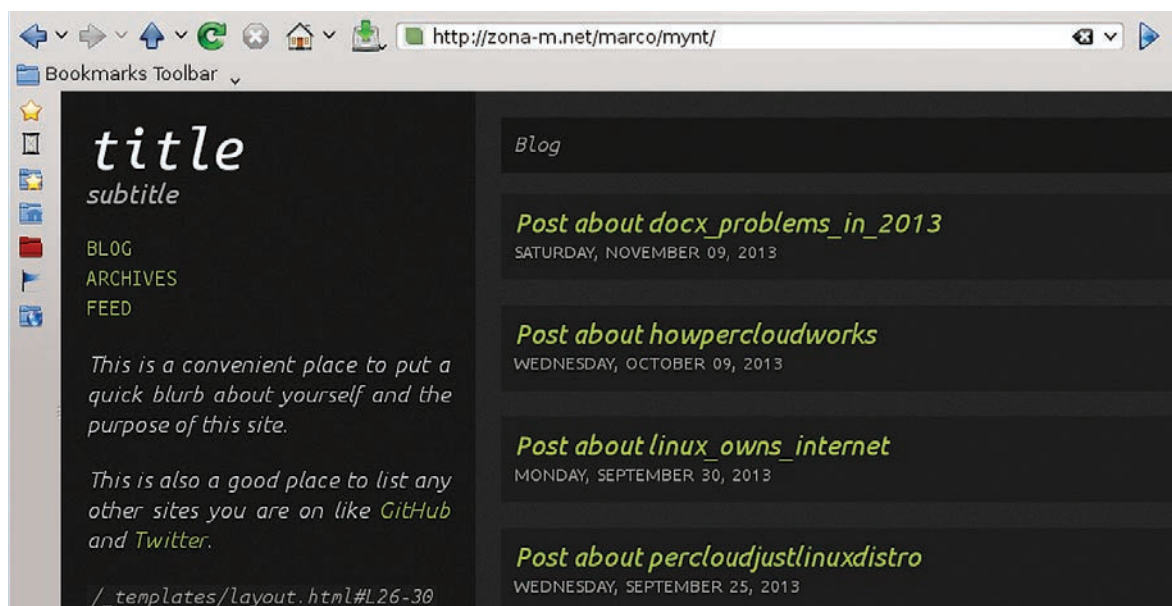 http://zona-m.net/marco/mynt/
Bookmarks Toolbar
title
subtitle
BLOG
ARCHIVES
FEED
This is a convenient place to put a
quick blurb about yourself and the
purpose of this site.
This is also a good place to list any
other sites you are on like GitHub
and Twitter.
/_templates/layout.html#L26-30
Blog
Post about docx_problems_in_2013
SATURDAY, NOVEMBER 09, 2013
Post about howpercloudworks
WEDNESDAY, OCTOBER 09, 2013
Post about linux_owns_internet
MONDAY, SEPTEMBER 30, 2013
Post about percloudjustlinuxdistro
WEDNESDAY, SEPTEMBER 25, 2013